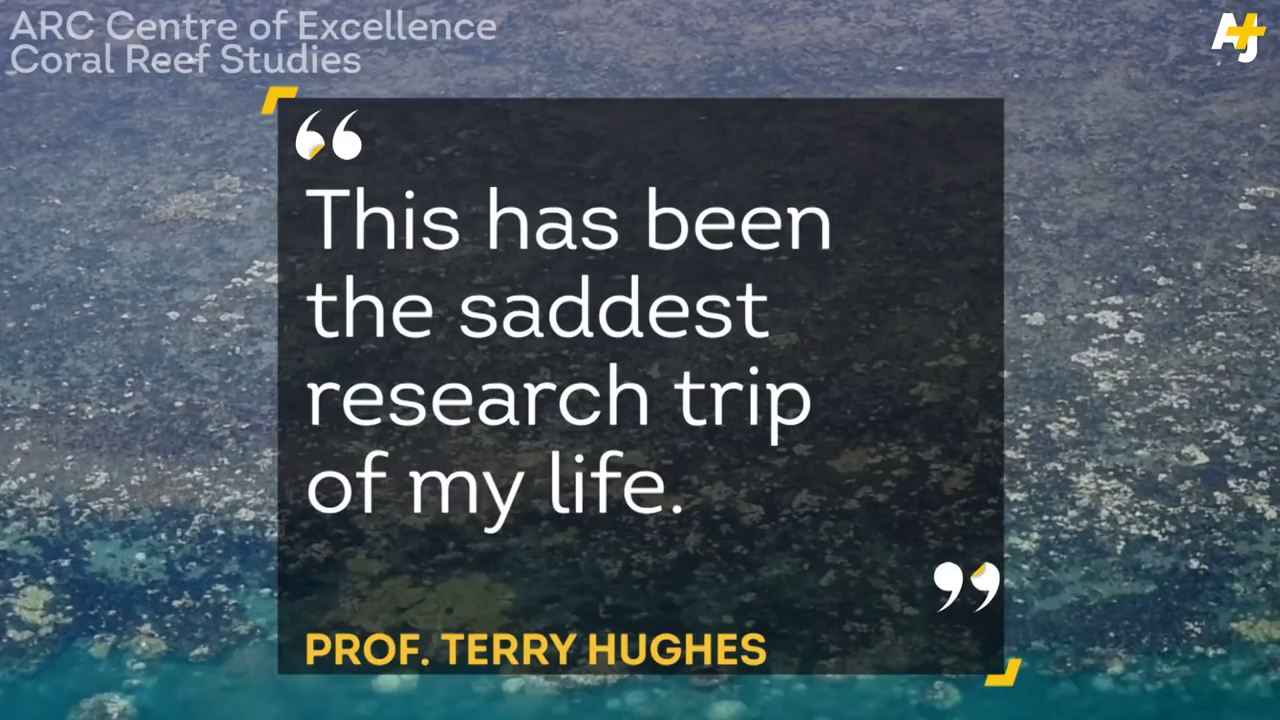 ARC Centre of Excellence
Coral Reef Studies
AJ+
“
This has been
the saddest
research trip
of my life.
”
PROF. TERRY HUGHES